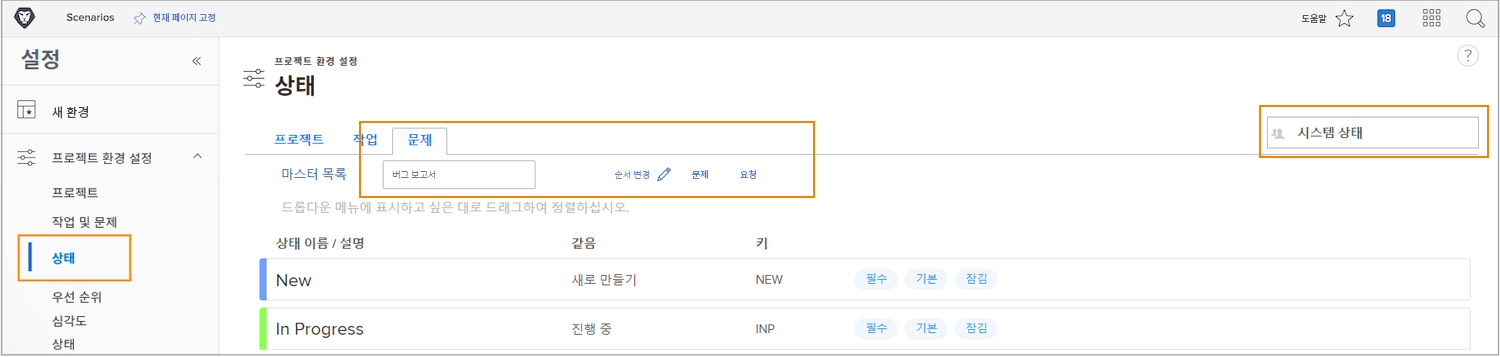 Scenarios 현재 페이지 고정 도움말 18
설정 «
새 환경
프로젝트 환경 설정
프로젝트
작업 및 문제
상태
우선 순위
심각도
상태
프로젝트 환경 설정
상태
?
시스템 상태
프로젝트 작업 문제
마스터 목록 버그 보고서 순서 변경 문제 요청
드롭다운 메뉴에 표시하고 싶은 대로 드래그하여 정렬하십시오.
상태 이름 / 설명 같음 키
New 새로 만들기 NEW 필수 기본 잠김
In Progress 진행 중 INP 필수 기본 잠김